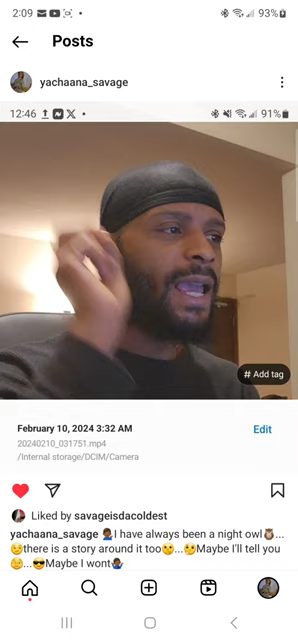 2:09 93%
Posts
yachaana_savage
12:46 X 91%
# Add tag
February 10, 2024 3:32 AM Edit
20240210_031751.mp4
/Internal storage/DCIM/Camera
Liked by savageisdacoldest
yachaana_savage 🤦🏾‍♂️I have always been a night owl🦉...
😏there is a story around it too🤫...🤔Maybe I'll tell you
😏...😎Maybe I wont🤷🏾‍♂️